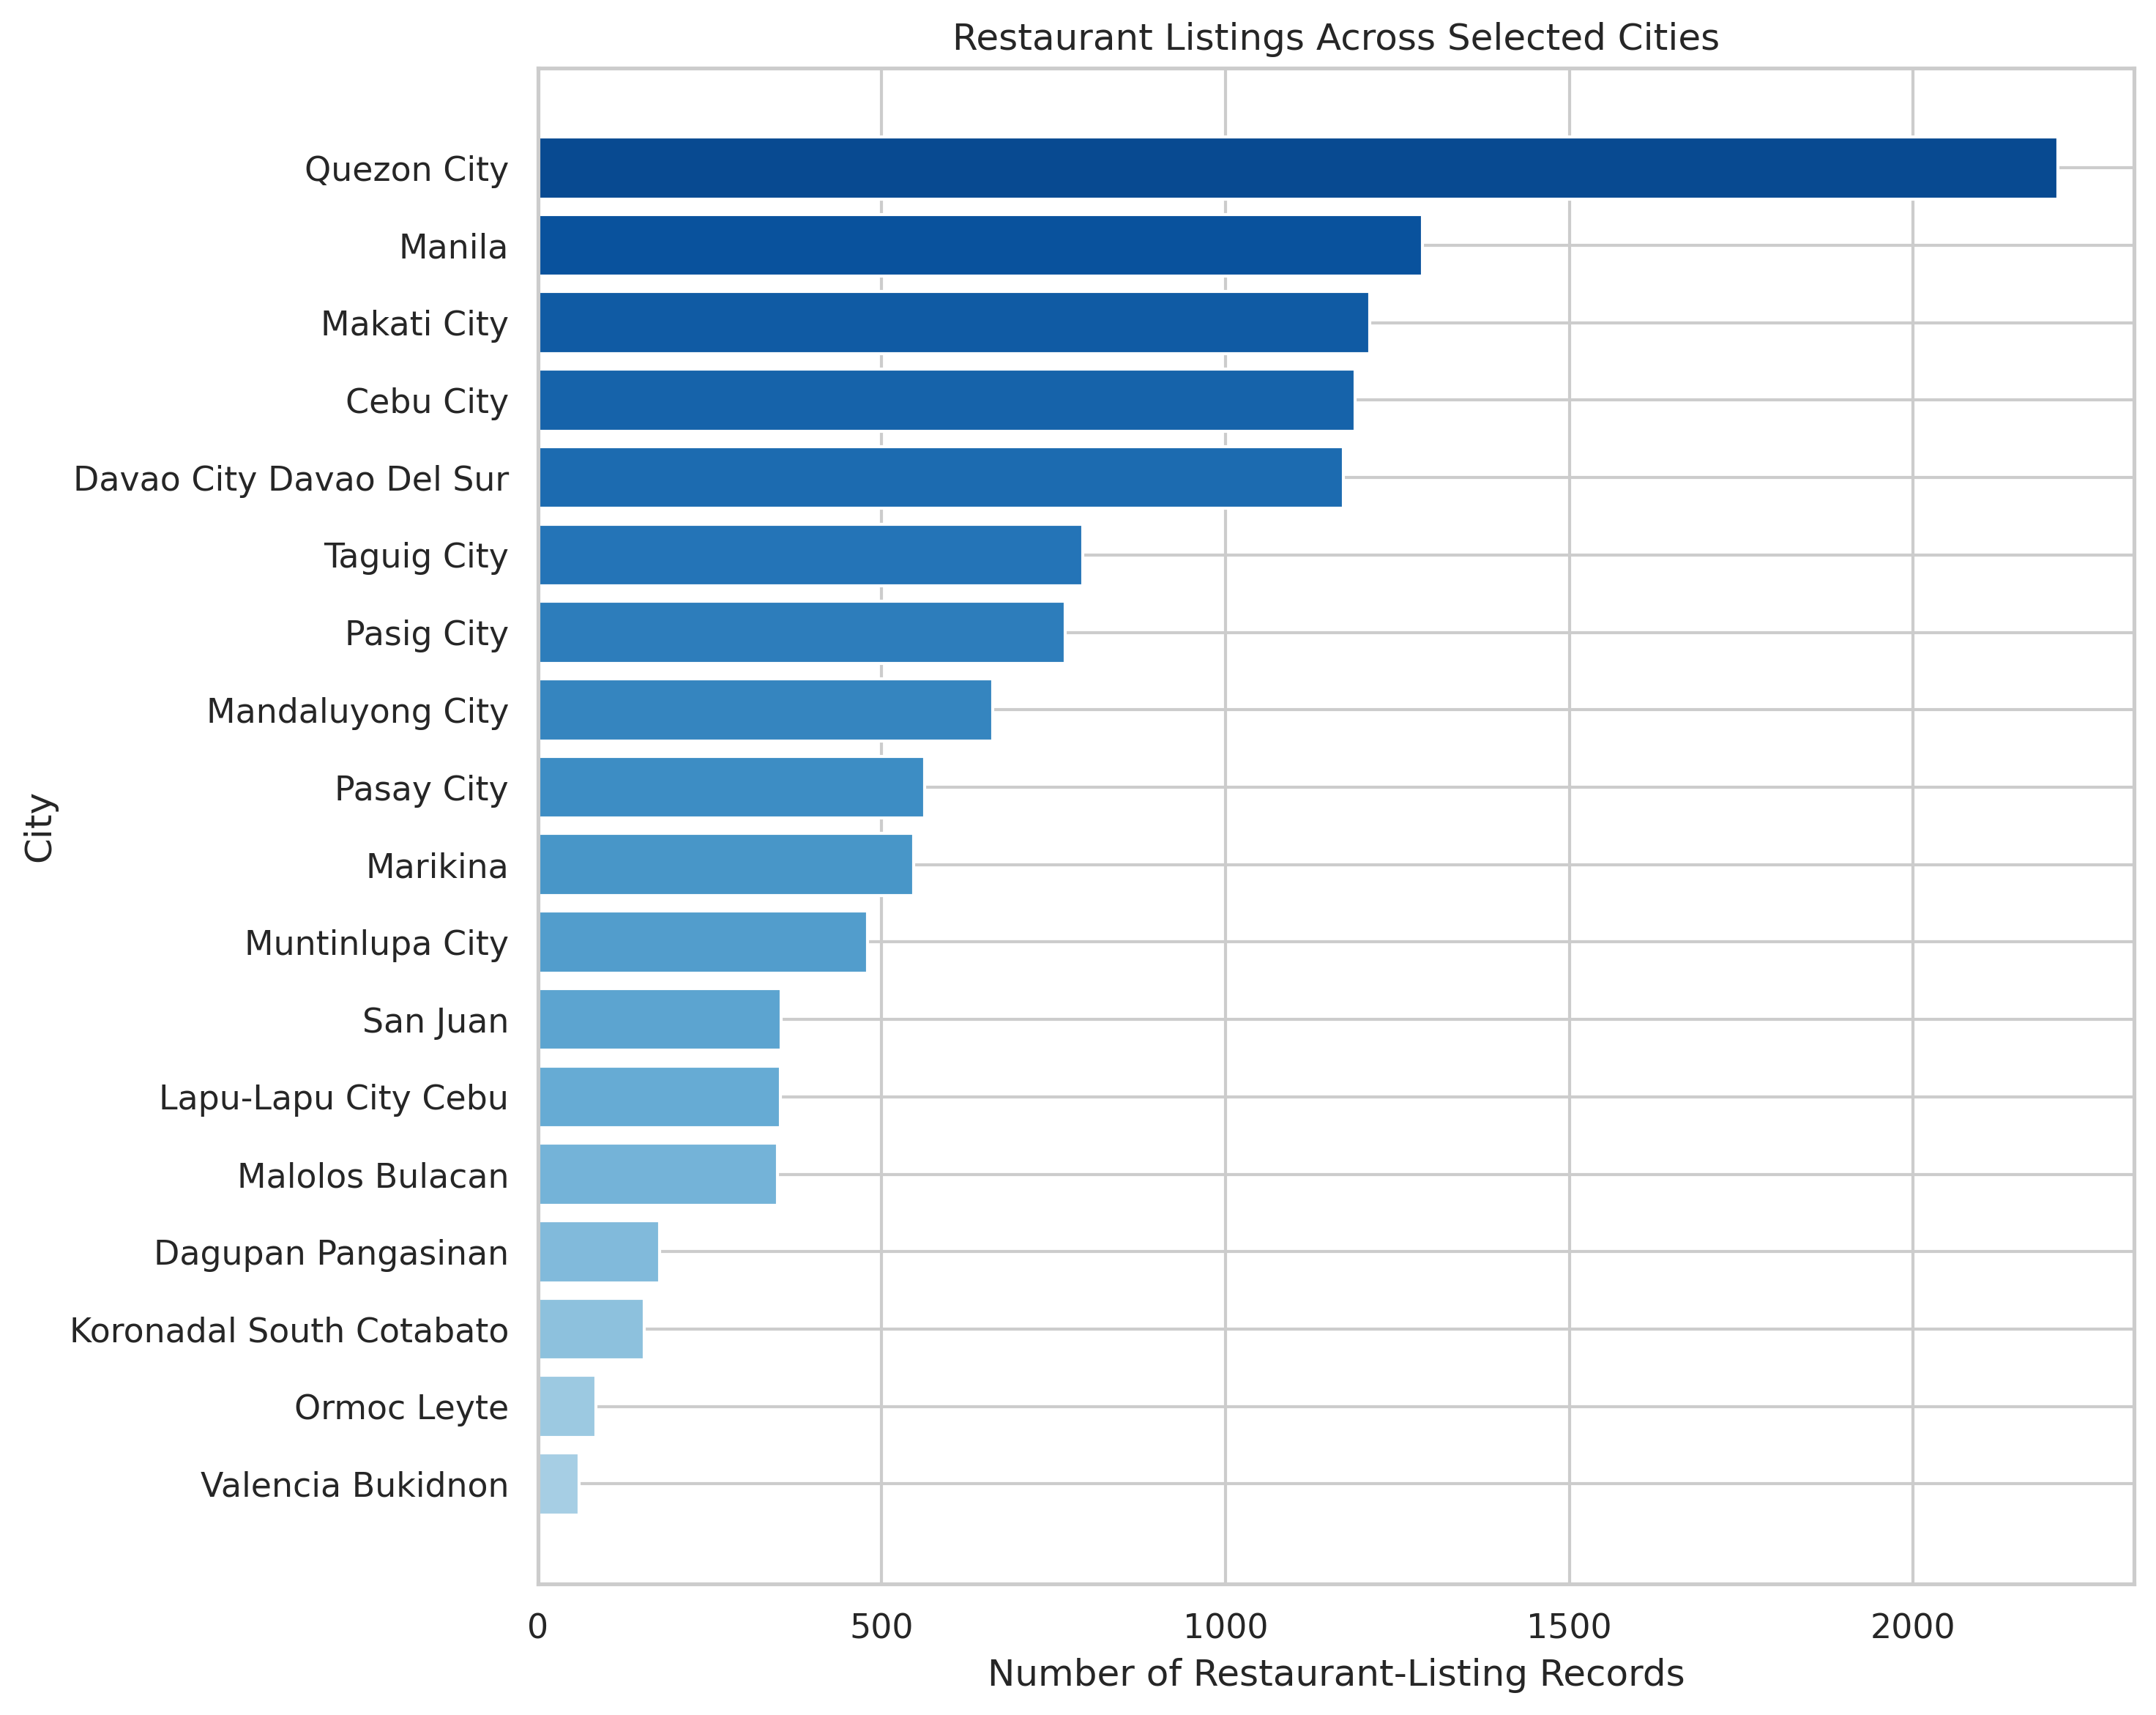 Restaurant Listings Across Selected Cities
City
Quezon City
Manila
Makati City
Cebu City
Davao City Davao Del Sur
Taguig City
Pasig City
Mandaluyong City
Pasay City
Marikina
Muntinlupa City
San Juan
Lapu-Lapu City Cebu
Malolos Bulacan
Dagupan Pangasinan
Koronadal South Cotabato
Ormoc Leyte
Valencia Bukidnon
0 500 1000 1500 2000
Number of Restaurant-Listing Records